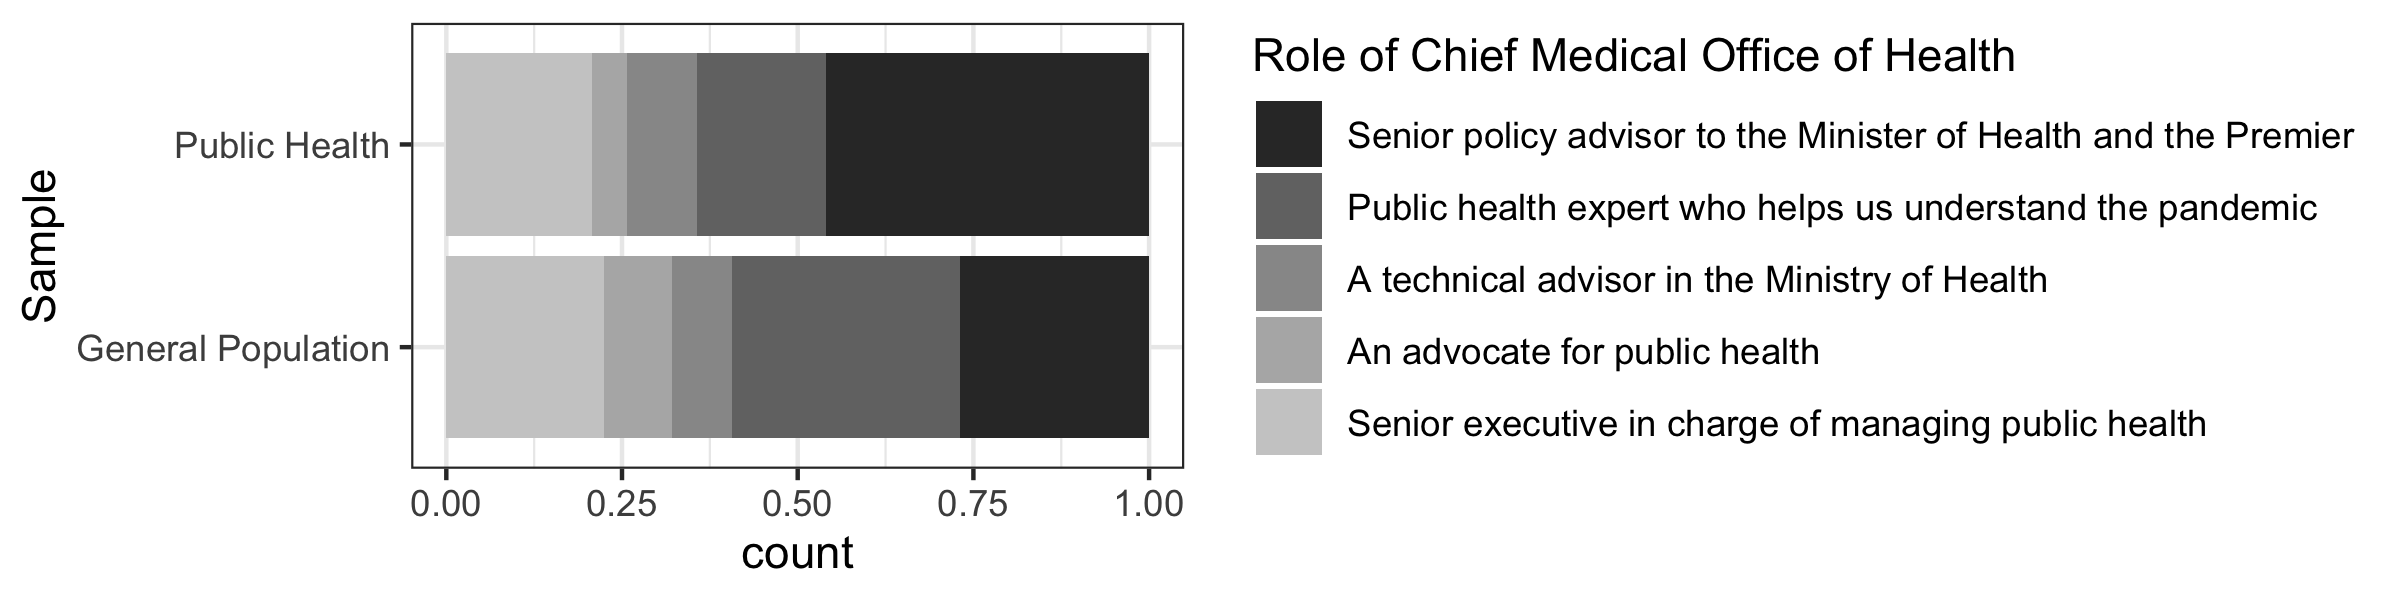 Sample
Public Health
General Population
0.00 0.25 0.50 0.75 1.00
count
Role of Chief Medical Office of Health
Senior policy advisor to the Minister of Health and the Premier
Public health expert who helps us understand the pandemic
A technical advisor in the Ministry of Health
An advocate for public health
Senior executive in charge of managing public health